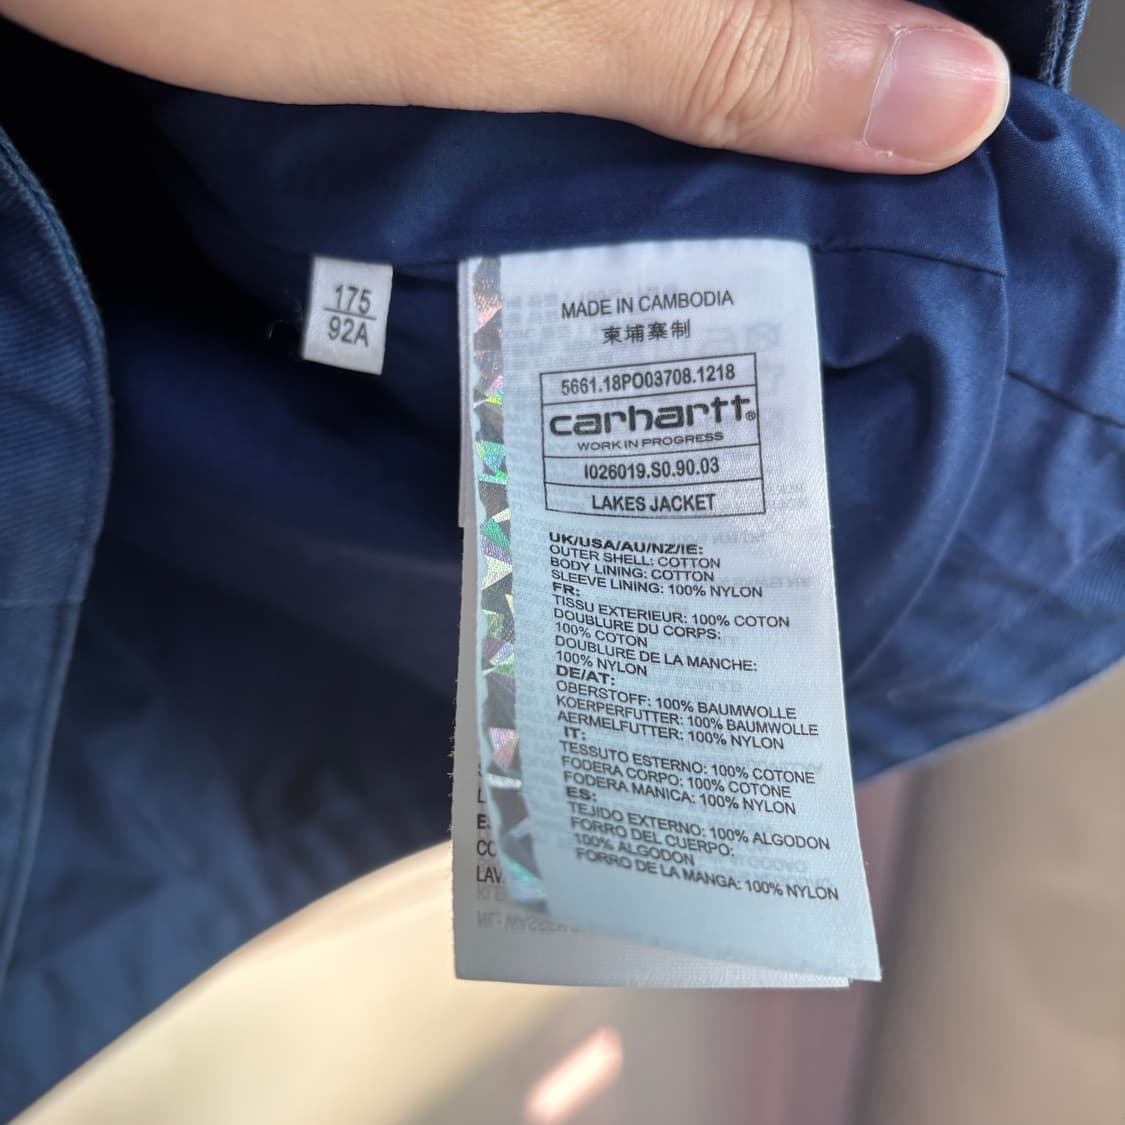 175
92A
MADE IN CAMBODIA
柬埔寨制
5661.18PO03708.1218
carhartt®
WORK IN PROGRESS
I026019.S0.90.03
LAKES JACKET
UK/USA/AU/NZ/IE:
OUTER SHELL: COTTON
BODY LINING: COTTON
SLEEVE LINING: 100% NYLON
FR:
TISSU EXTERIEUR: 100% COTON
DOUBLURE DU CORPS:
100% COTON
DOUBLURE DE LA MANCHE:
100% NYLON
DE/AT:
OBERSTOFF: 100% BAUMWOLLE
KOERPERFUTTER: 100% BAUMWOLLE
AERMELFUTTER: 100% NYLON
IT:
TESSUTO ESTERNO: 100% COTONE
FODERA CORPO: 100% COTONE
FODERA MANICA: 100% NYLON
ES:
TEJIDO EXTERNO: 100% ALGODON
FORRO DEL CUERPO:
100% ALGODON
FORRO DE LA MANGA: 100% NYLON